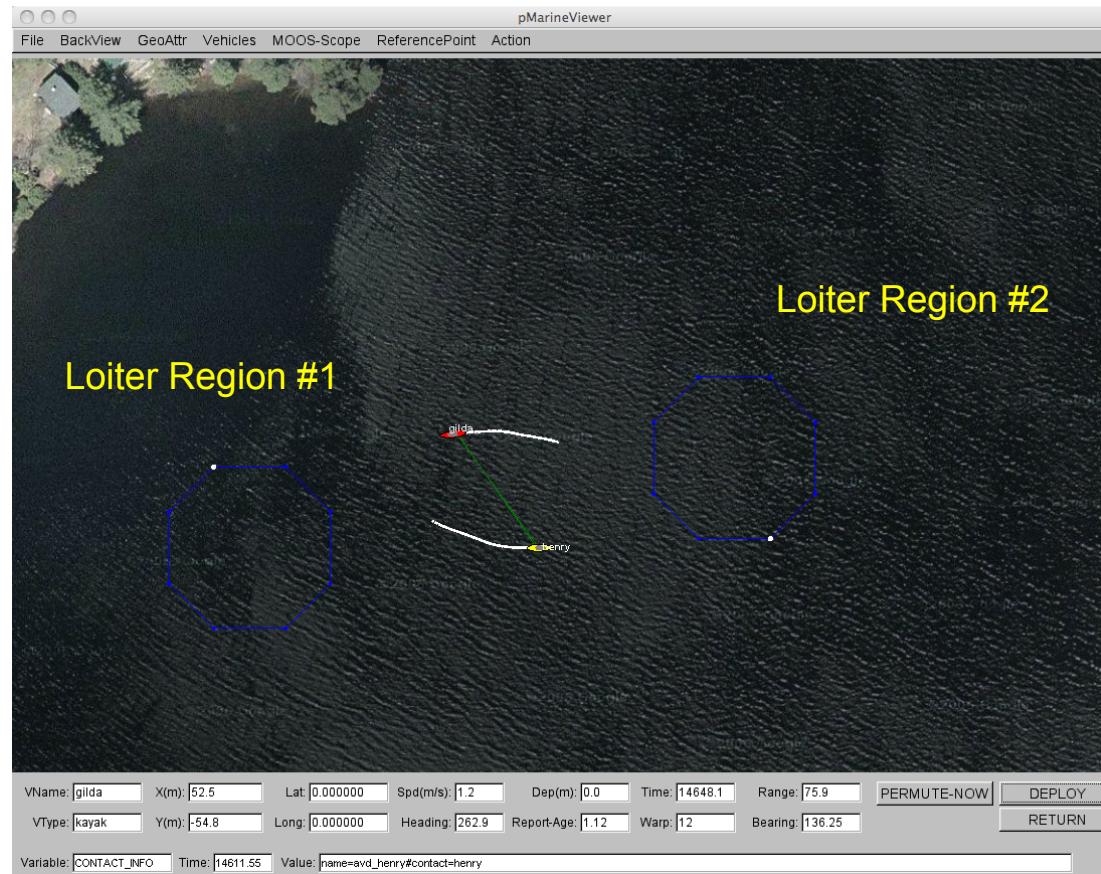 pMarineViewer
File BackView GeoAttr Vehicles MOOS-Scope ReferencePoint Action
Loiter Region #2
Loiter Region #1
gilda
henry
VName: gilda X(m): 52.5 Lat: 0.000000 Spd(m/s): 1.2 Dep(m): 0.0 Time: 14648.1 Range: 75.9 PERMUTE-NOW DEPLOY
VType: kayak Y(m): -54.8 Long: 0.000000 Heading: 262.9 Report-Age: 1.12 Warp: 12 Bearing: 136.25 RETURN
Variable: CONTACT_INFO Time: 14611.55 Value: name=avd_henry#contact=henry